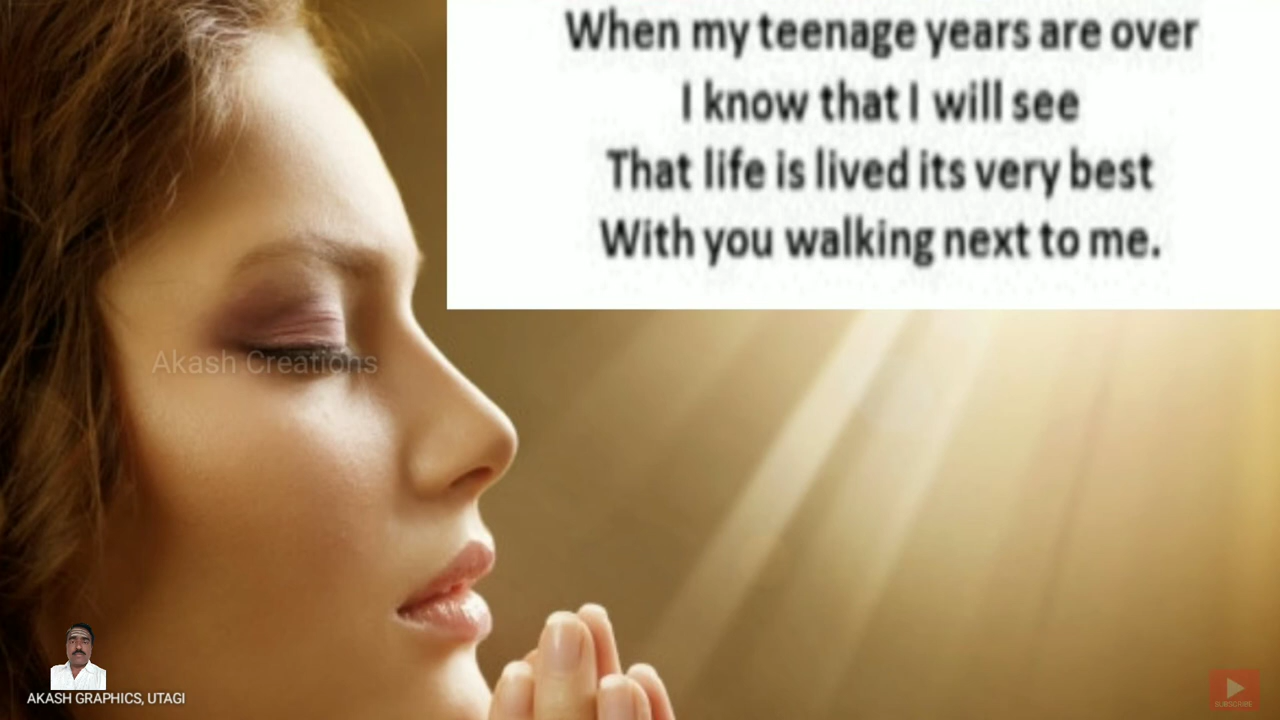 When my teenage years are over
I know that I will see
That life is lived its very best
With you walking next to me.
Akash Creations
AKASH GRAPHICS, UTAGI
SUBSCRIBE